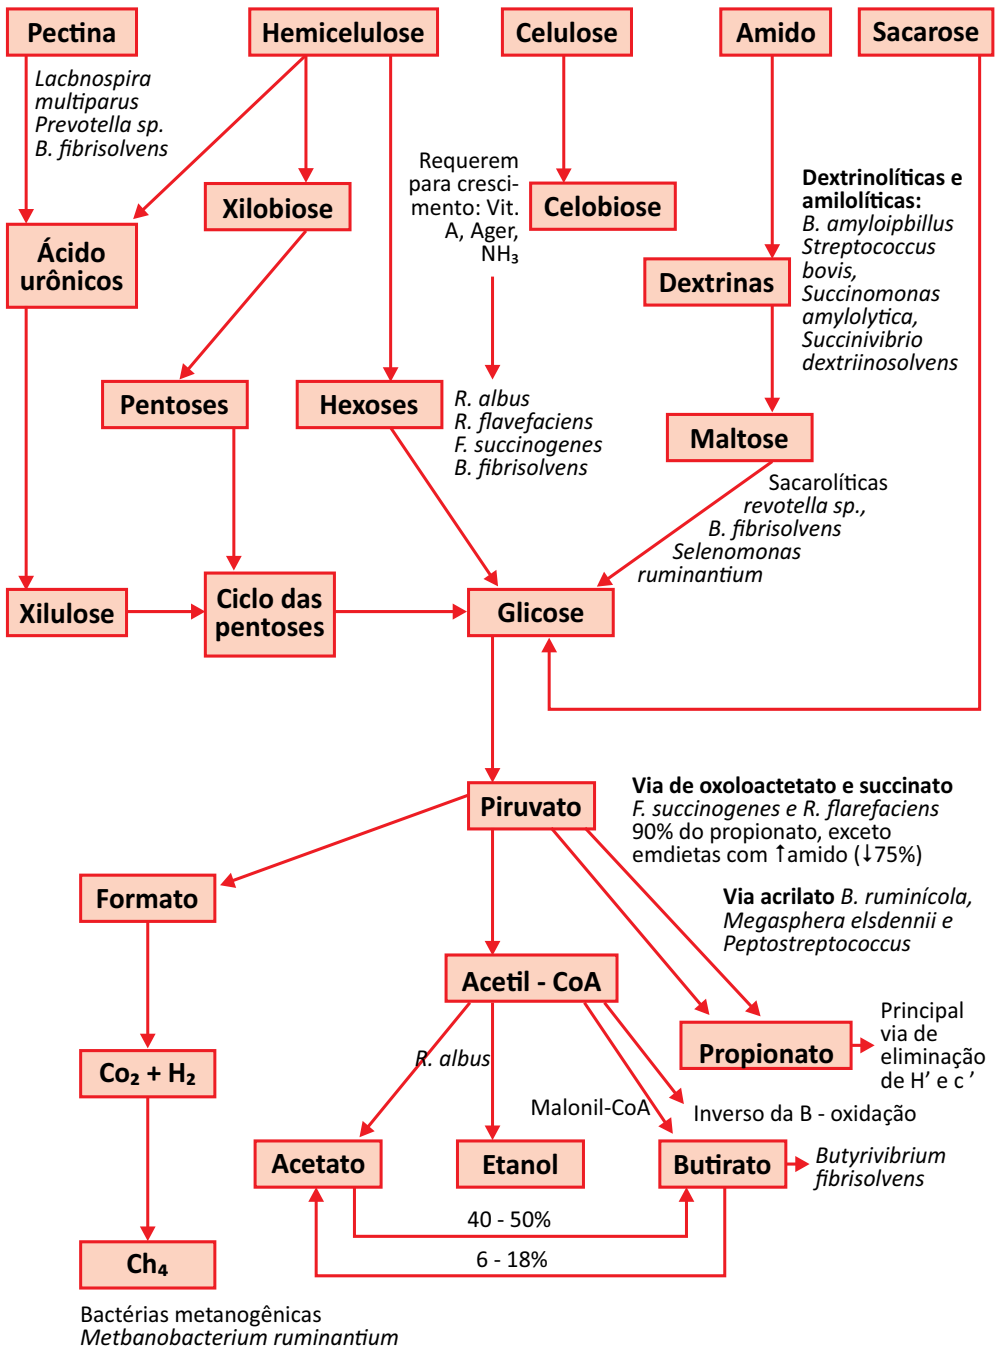 Pectina
Hemicelulose
Celulose
Amido
Sacarose
Lacbnospira
multiparus
Prevotella sp.
B. fibrisolvens
Requerem
para cresci-
mento: Vit.
A, Ager,
NH₃
Xilobiose
Celobiose
Dextrinolíticas e
amilolíticas:
B. amyloipbillus
Streptococcus
bovis,
Succinomonas
amylolytica,
Succinivibrio
dextriinosolvens
Ácido
urônicos
Dextrinas
Pentoses
Hexoses
R. albus
R. flavefaciens
F. succinogenes
B. fibrisolvens
Maltose
Sacarolíticas
revotella sp.,
B. fibrisolvens
Selenomonas
ruminantium
Xilulose
Ciclo das
pentoses
Glicose
Piruvato
Via de oxoloactetato e succinato
F. succinogenes e R. flarefaciens
90% do propionato, exceto
emdietas com ↑amido (↓75%)
Formato
Via acrilato B. ruminícola,
Megasphera elsdennii e
Peptostreptococcus
Acetil - CoA
Propionato
Principal
via de
eliminação
de H’ e c ’
Co₂ + H₂
R. albus
Malonil-CoA
Inverso da B - oxidação
Acetato
Etanol
Butirato
Butyrivibrium
fibrisolvens
40 - 50%
6 - 18%
Ch₄
Bactérias metanogênicas
Metbanobacterium ruminantium